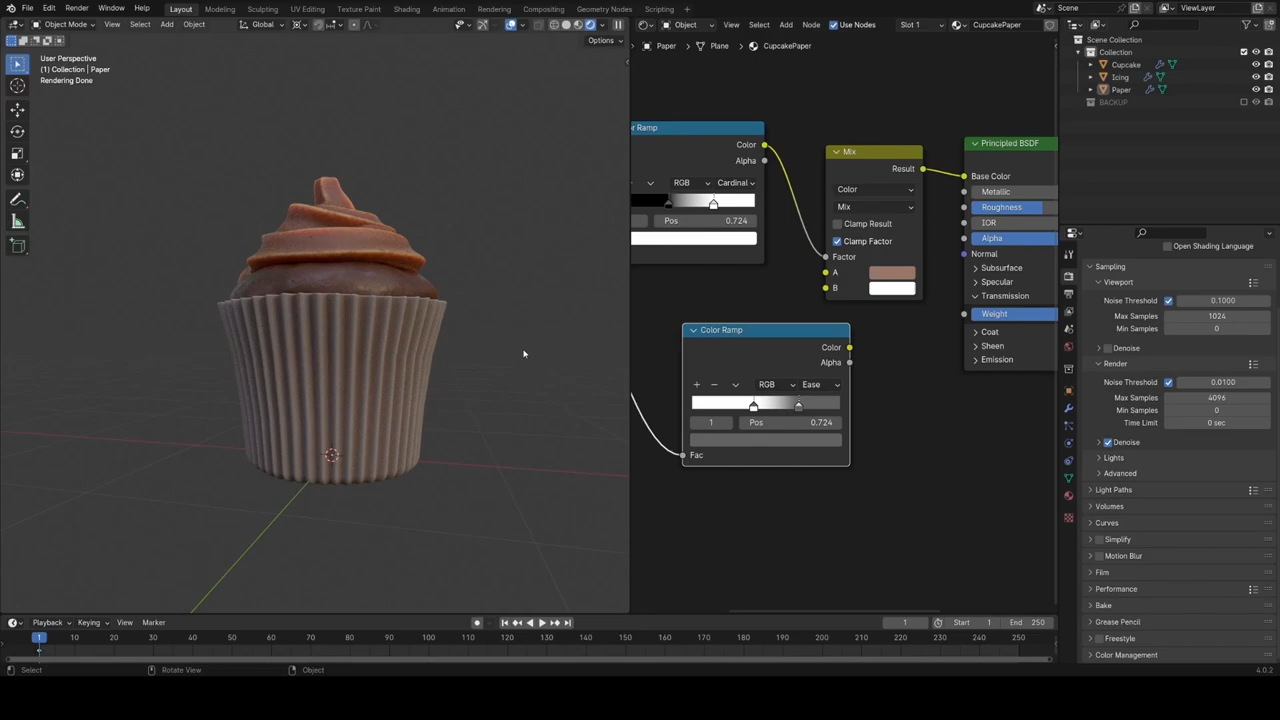 File Edit Render Window Help Layout Modeling Sculpting UV Editing Texture Paint Shading Animation Rendering Compositing Geometry Nodes Scripting Scene ViewLayer
Object Mode View Select Add Object Global Object View Select Add Node Use Nodes Slot 1 CupcakePaper
Options Paper Plane CupcakePaper
User Perspective
(1) Collection | Paper
Rendering Done
Scene Collection
Collection
Cupcake
Icing
Paper
BACKUP
or Ramp
Color
Alpha
RGB Cardinal
Pos 0.724
Mix
Result
Color
Mix
Clamp Result
Clamp Factor
Factor
A
B
Principled BSDF
Base Color
Metallic
Roughness
IOR
Alpha
Normal
Subsurface
Specular
Transmission
Weight
Coat
Sheen
Emission
Color Ramp
Color
Alpha
RGB Ease
1 Pos 0.724
Fac
Open Shading Language
Sampling
Viewport
Noise Threshold 0.1000
Max Samples 1024
Min Samples 0
Denoise
Render
Noise Threshold 0.0100
Max Samples 4096
Min Samples 0
Time Limit 0 sec
Denoise
Lights
Advanced
Light Paths
Volumes
Curves
Simplify
Motion Blur
Film
Performance
Bake
Grease Pencil
Freestyle
Color Management
Playback Keying View Marker 1 Start 1 End 250
1 10 20 30 40 50 60 70 80 90 100 110 120 130 140 150 160 170 180 190 200 210 220 230 240 250
Select Rotate View Object 4.0.2